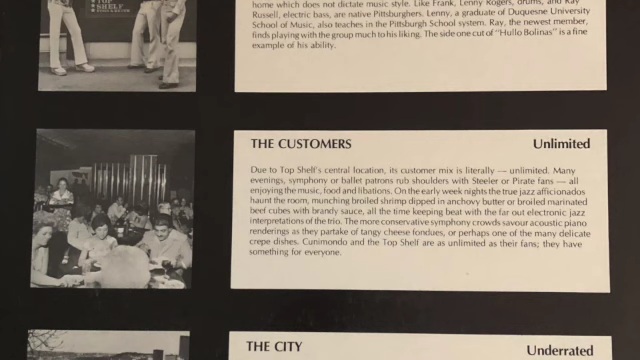 TOP
SHELF
home which does not dictate music style. Like Frank, Lenny Rogers, drums, and Ray
Russell, electric bass, are native Pittsburghers. Lenny, a graduate of Duquesne University
School of Music, also teaches in the Pittsburgh School system. Ray, the newest member,
finds playing with the group much to his liking. The side one cut of "Hullo Bolinas" is a fine
example of his ability.
THE CUSTOMERS Unlimited
Due to Top Shelf's central location, its customer mix is literally — unlimited. Many
evenings, symphony or ballet patrons rub shoulders with Steeler or Pirate fans — all
enjoying the music, food and libations. On the early week nights the true jazz afficionados
haunt the room, munching broiled shrimp dipped in anchovy butter or broiled marinated
beef cubes with brandy sauce, all the time keeping beat with the far out electronic jazz
interpretations of the trio. The more conservative symphony crowds savour acoustic piano
renderings as they partake of tangy cheese fondues, or perhaps one of the many delicate
crepe dishes. Cunimondo and the Top Shelf are as unlimited as their fans; they have
something for everyone.
THE CITY Underrated